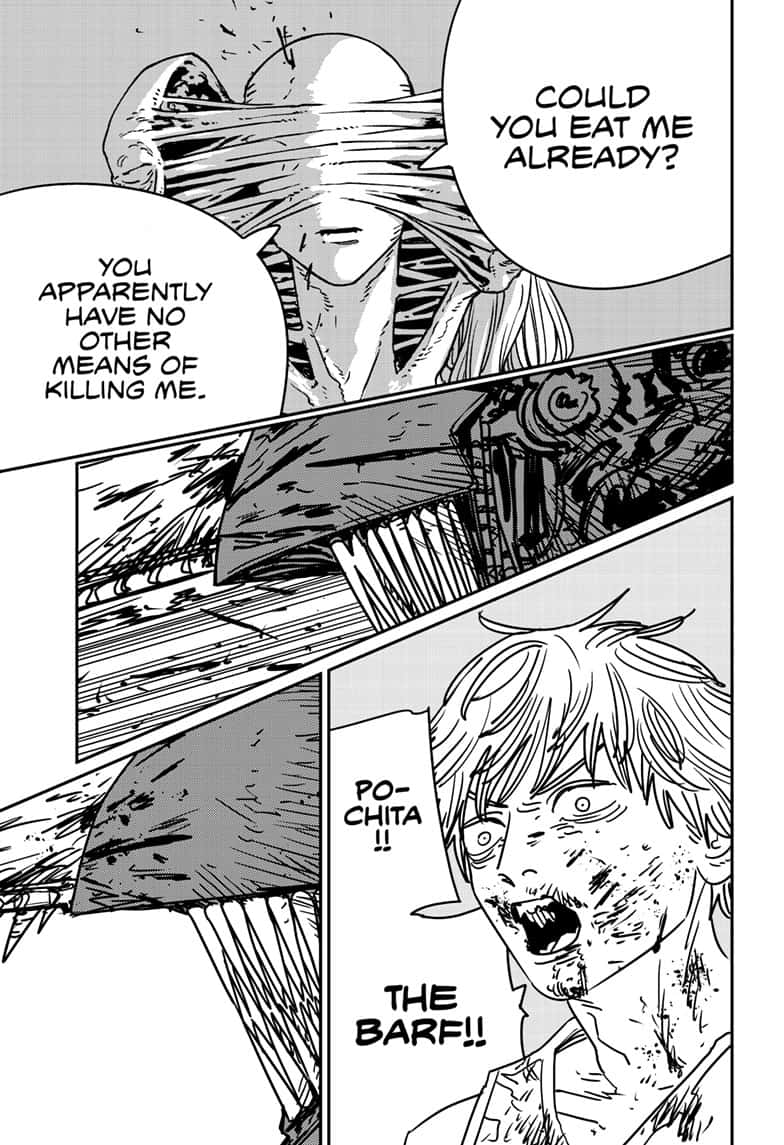 COULD
YOU EAT ME
ALREADY?
YOU
APPARENTLY
HAVE NO
OTHER
MEANS OF
KILLING ME.
PO-
CHITA
!!
THE
BARF!!